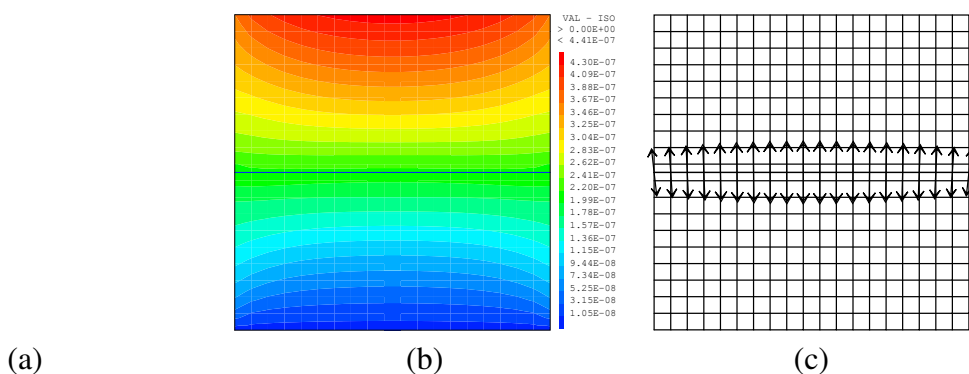 VAL - ISO
> 0.00E+00
< 4.41E-07
4.30E-07
4.09E-07
3.88E-07
3.67E-07
3.46E-07
3.25E-07
3.04E-07
2.83E-07
2.62E-07
2.41E-07
2.20E-07
1.99E-07
1.78E-07
1.57E-07
1.36E-07
1.15E-07
9.44E-08
7.34E-08
5.25E-08
3.15E-08
1.05E-08
(a) (b) (c)